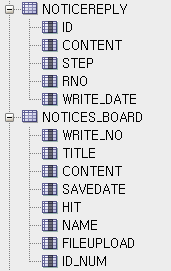 NOTICEREPLY
ID
CONTENT
STEP
RNO
WRITE_DATE
NOTICES_BOARD
WRITE_NO
TITLE
CONTENT
SAVEDATE
HIT
NAME
FILEUPLOAD
ID_NUM